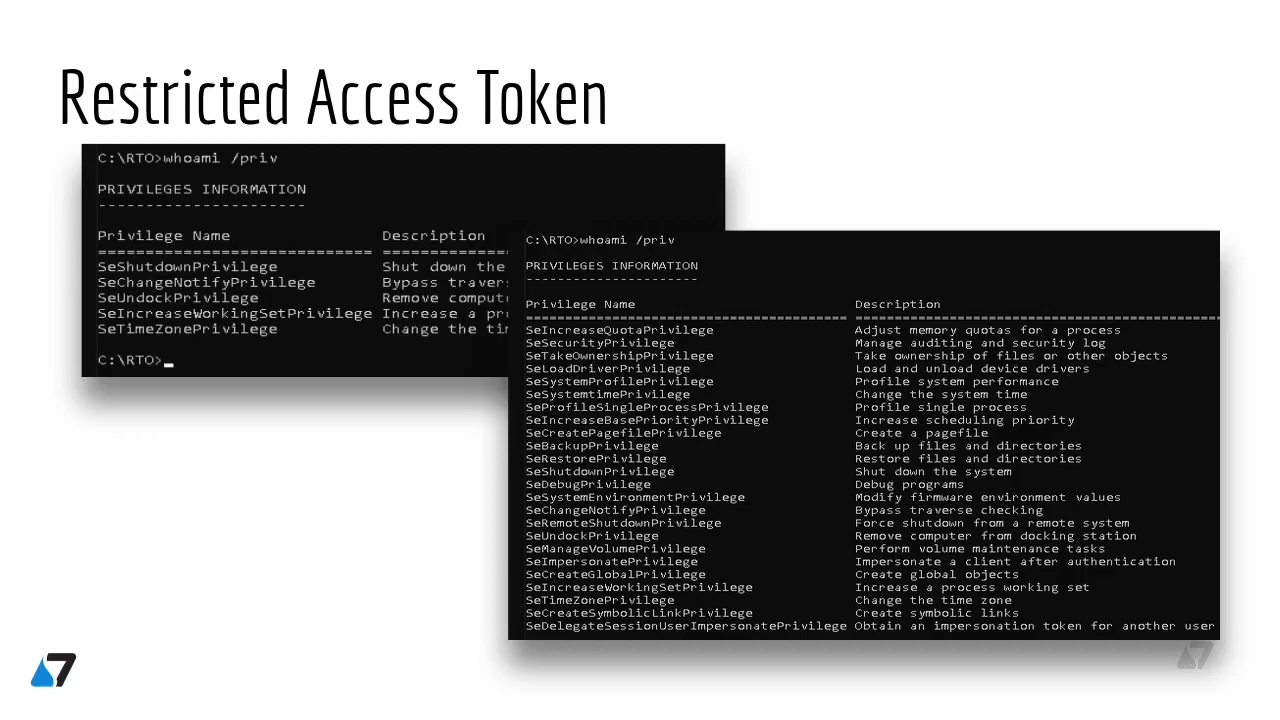 Restricted Access Token
C:\RTO>whoami /priv
PRIVILEGES INFORMATION
----------------------
Privilege Name Description
============================= ============
SeShutdownPrivilege Shut down the
SeChangeNotifyPrivilege Bypass travers
SeUndockPrivilege Remove compute
SeIncreaseWorkingSetPrivilege Increase a pro
SeTimeZonePrivilege Change the tim
C:\RTO>
C:\RTO>whoami /priv
PRIVILEGES INFORMATION
----------------------
Privilege Name Description
========================================= =============================================
SeIncreaseQuotaPrivilege Adjust memory quotas for a process
SeSecurityPrivilege Manage auditing and security log
SeTakeOwnershipPrivilege Take ownership of files or other objects
SeLoadDriverPrivilege Load and unload device drivers
SeSystemProfilePrivilege Profile system performance
SeSystemtimePrivilege Change the system time
SeProfileSingleProcessPrivilege Profile single process
SeIncreaseBasePriorityPrivilege Increase scheduling priority
SeCreatePagefilePrivilege Create a pagefile
SeBackupPrivilege Back up files and directories
SeRestorePrivilege Restore files and directories
SeShutdownPrivilege Shut down the system
SeDebugPrivilege Debug programs
SeSystemEnvironmentPrivilege Modify firmware environment values
SeChangeNotifyPrivilege Bypass traverse checking
SeRemoteShutdownPrivilege Force shutdown from a remote system
SeUndockPrivilege Remove computer from docking station
SeManageVolumePrivilege Perform volume maintenance tasks
SeImpersonatePrivilege Impersonate a client after authentication
SeCreateGlobalPrivilege Create global objects
SeIncreaseWorkingSetPrivilege Increase a process working set
SeTimeZonePrivilege Change the time zone
SeCreateSymbolicLinkPrivilege Create symbolic links
SeDelegateSessionUserImpersonatePrivilege Obtain an impersonation token for another user
7
7